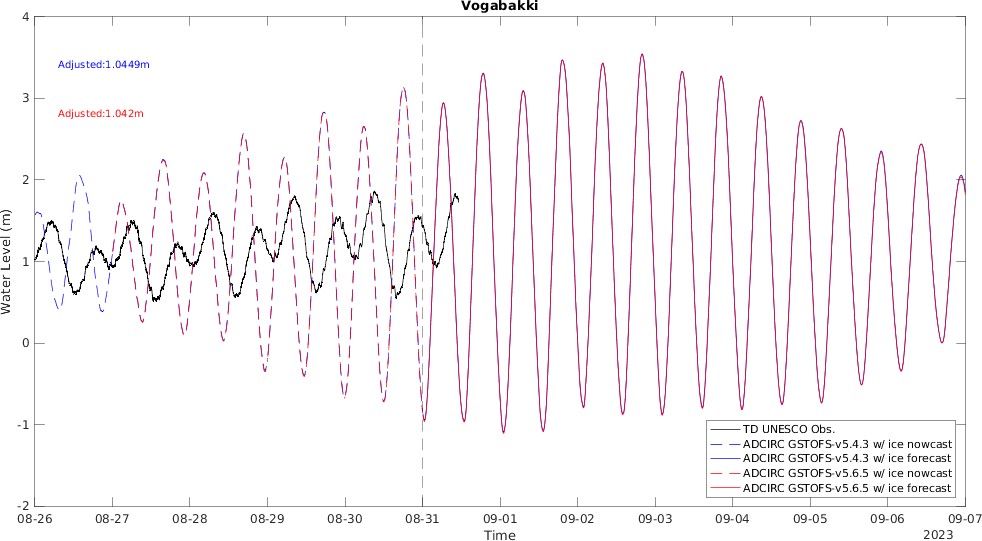 Vogabakki
4
3
2
1
0
-1
-2
Water Level (m)
Adjusted:1.0449m
Adjusted:1.042m
TD UNESCO Obs.
ADCIRC GSTOFS-v5.4.3 w/ ice nowcast
ADCIRC GSTOFS-v5.4.3 w/ ice forecast
ADCIRC GSTOFS-v5.6.5 w/ ice nowcast
ADCIRC GSTOFS-v5.6.5 w/ ice forecast
08-26 08-27 08-28 08-29 08-30 08-31 09-01 09-02 09-03 09-04 09-05 09-06 09-07
Time
2023